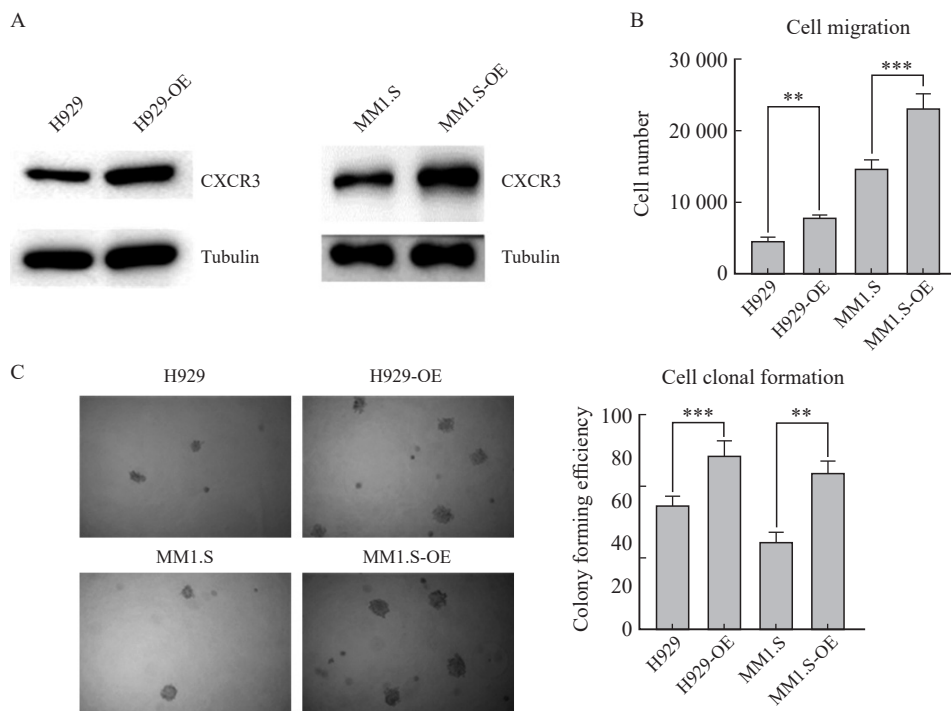 A
H929
H929-OE
CXCR3
Tubulin
MM1.S
MM1.S-OE
CXCR3
Tubulin
B
Cell migration
Cell number
30 000
20 000
10 000
0
**
***
H929
H929-OE
MM1.S
MM1.S-OE
C
H929
H929-OE
MM1.S
MM1.S-OE
Cell clonal formation
Colony forming efficiency
100
80
60
40
20
0
***
**
H929
H929-OE
MM1.S
MM1.S-OE